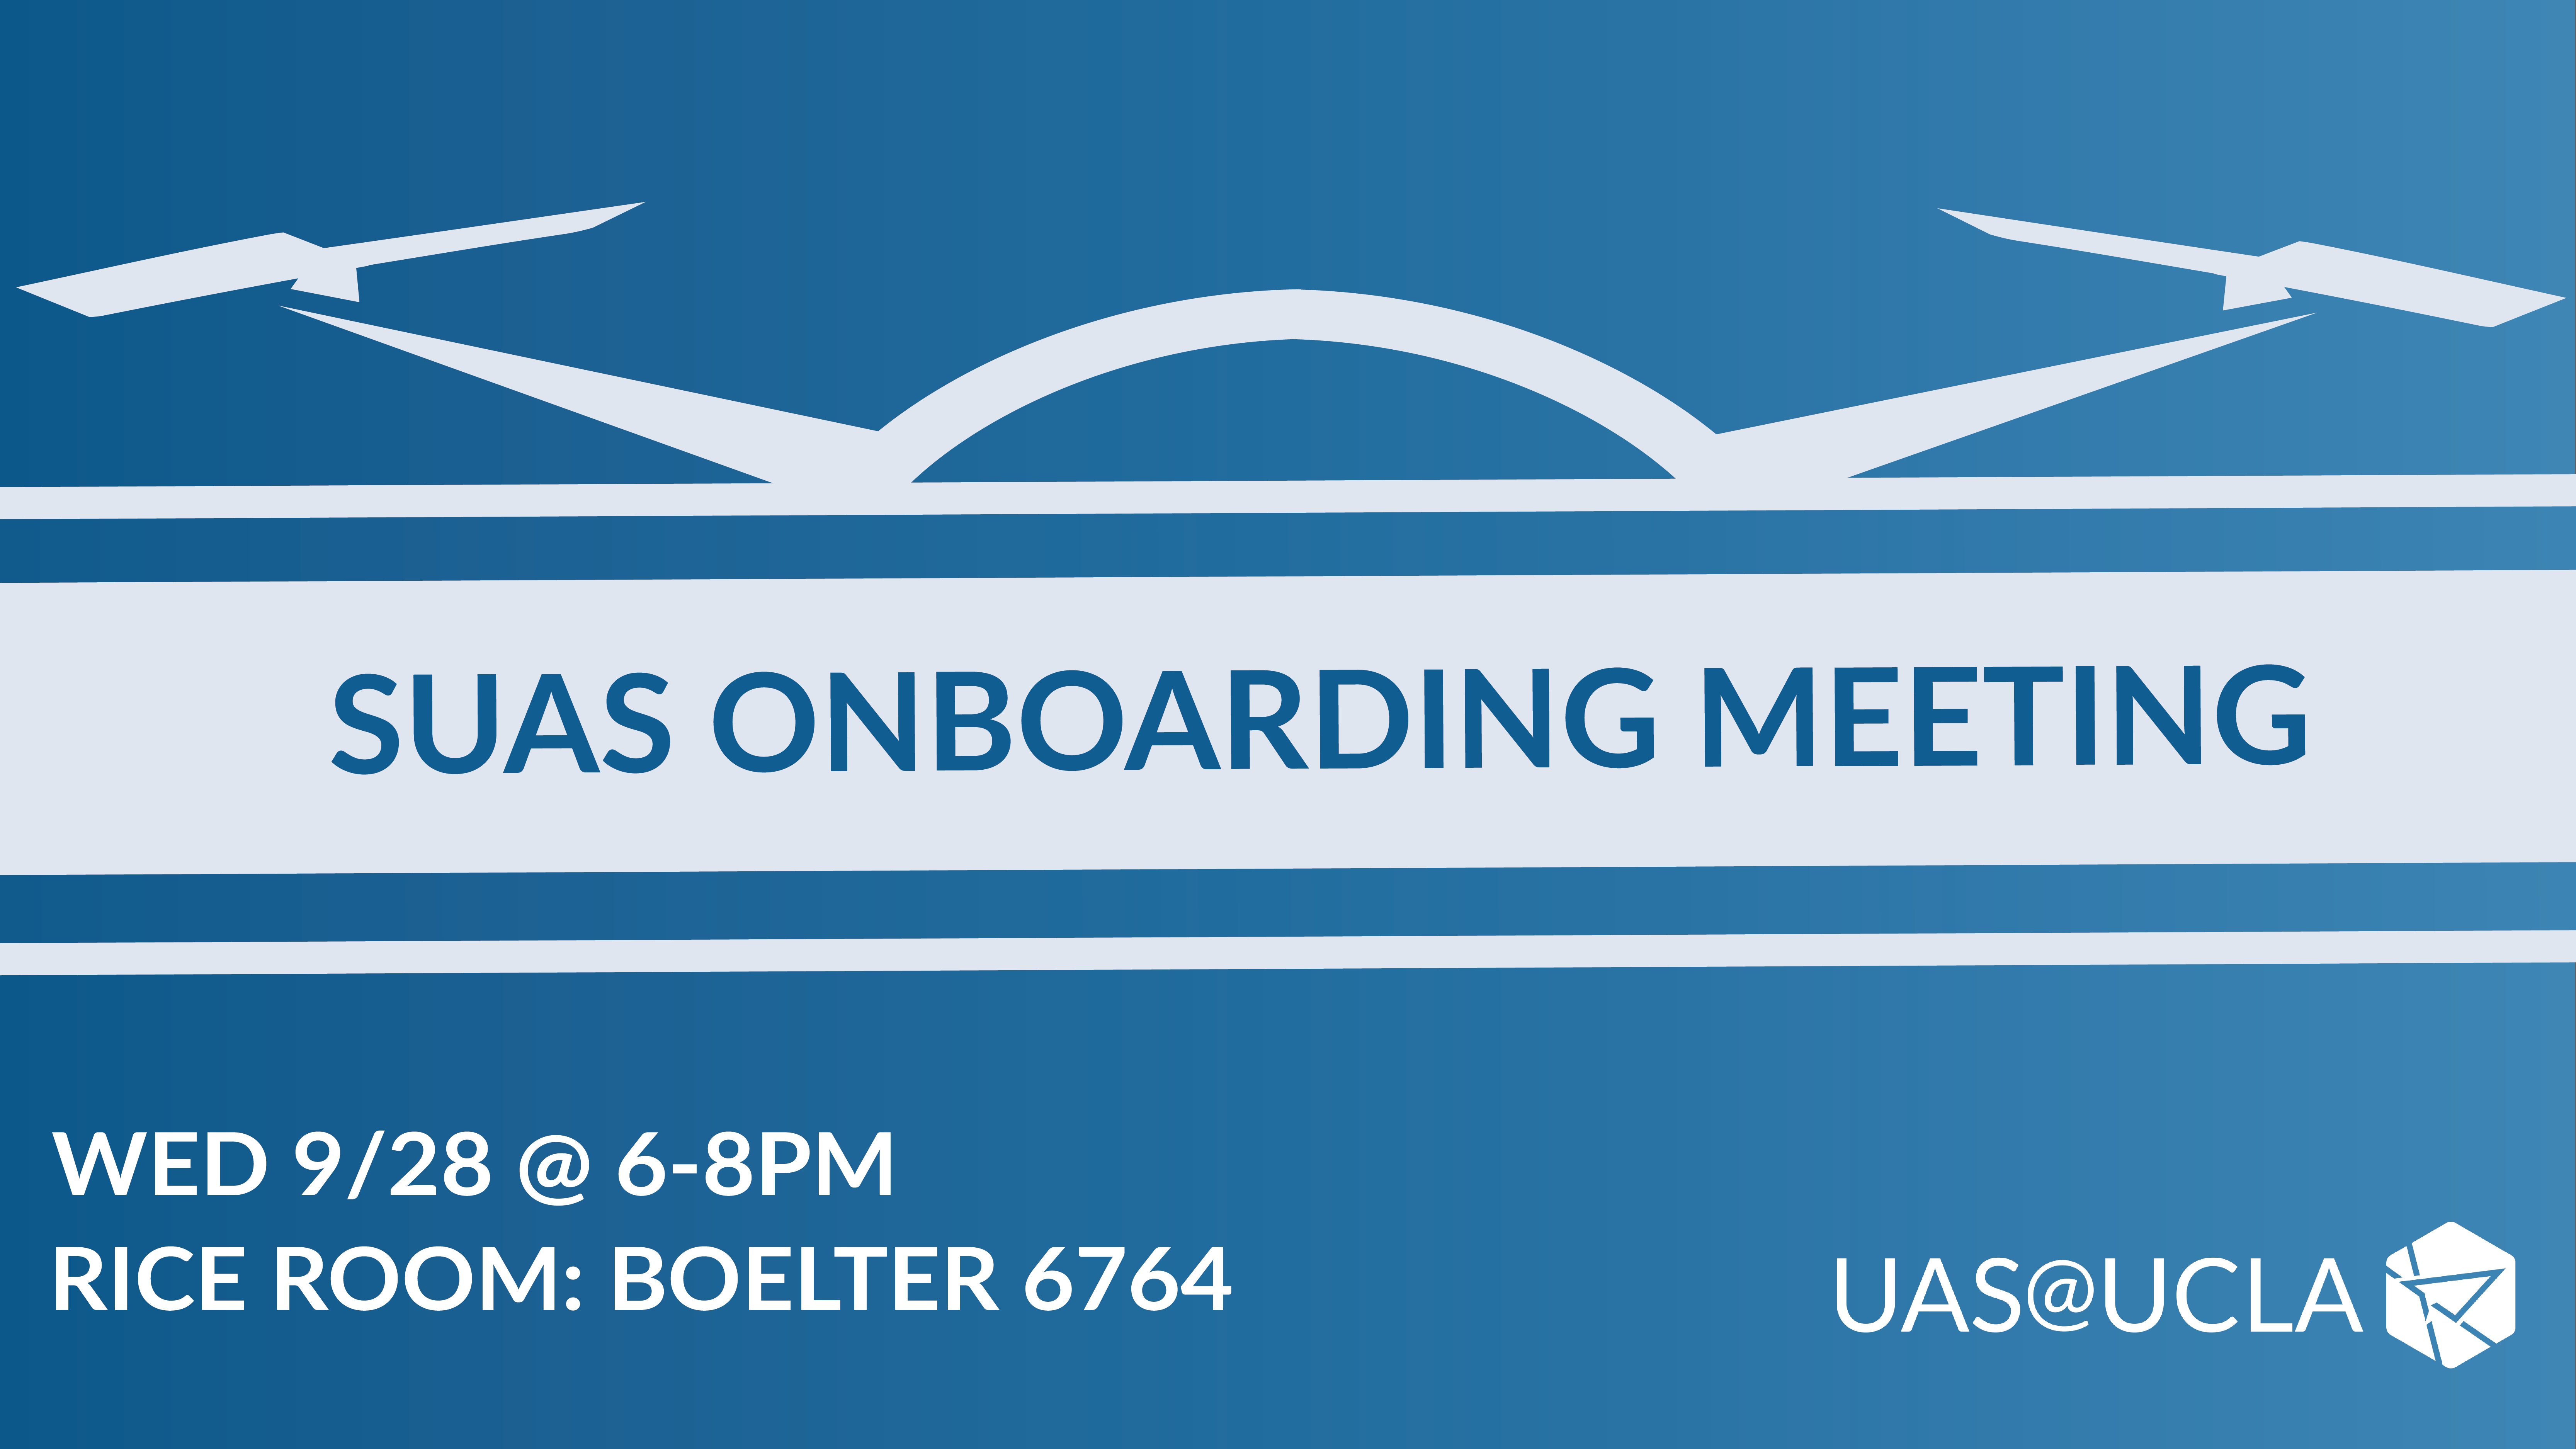 SUAS ONBOARDING MEETING
WED 9/28 @ 6-8PM
RICE ROOM: BOELTER 6764
UAS@UCLA